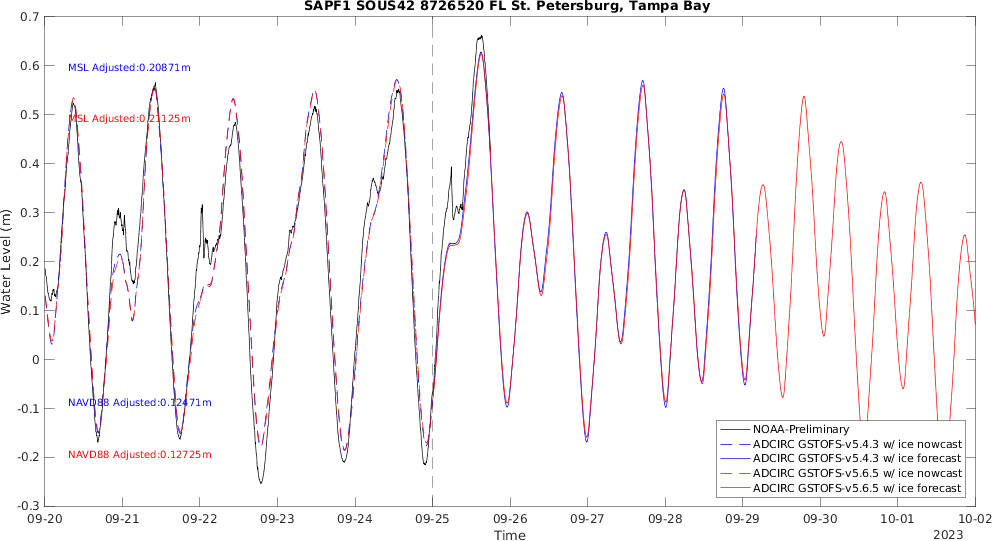 SAPF1 SOUS42 8726520 FL St. Petersburg, Tampa Bay
0.7
0.6
0.5
0.4
0.3
0.2
0.1
0
-0.1
-0.2
-0.3
Water Level (m)
MSL Adjusted:0.20871m
MSL Adjusted:0.21125m
NAVD88 Adjusted:0.12471m
NAVD88 Adjusted:0.12725m
NOAA-Preliminary
ADCIRC GSTOFS-v5.4.3 w/ ice nowcast
ADCIRC GSTOFS-v5.4.3 w/ ice forecast
ADCIRC GSTOFS-v5.6.5 w/ ice nowcast
ADCIRC GSTOFS-v5.6.5 w/ ice forecast
09-20 09-21 09-22 09-23 09-24 09-25 09-26 09-27 09-28 09-29 09-30 10-01 10-02
Time
2023